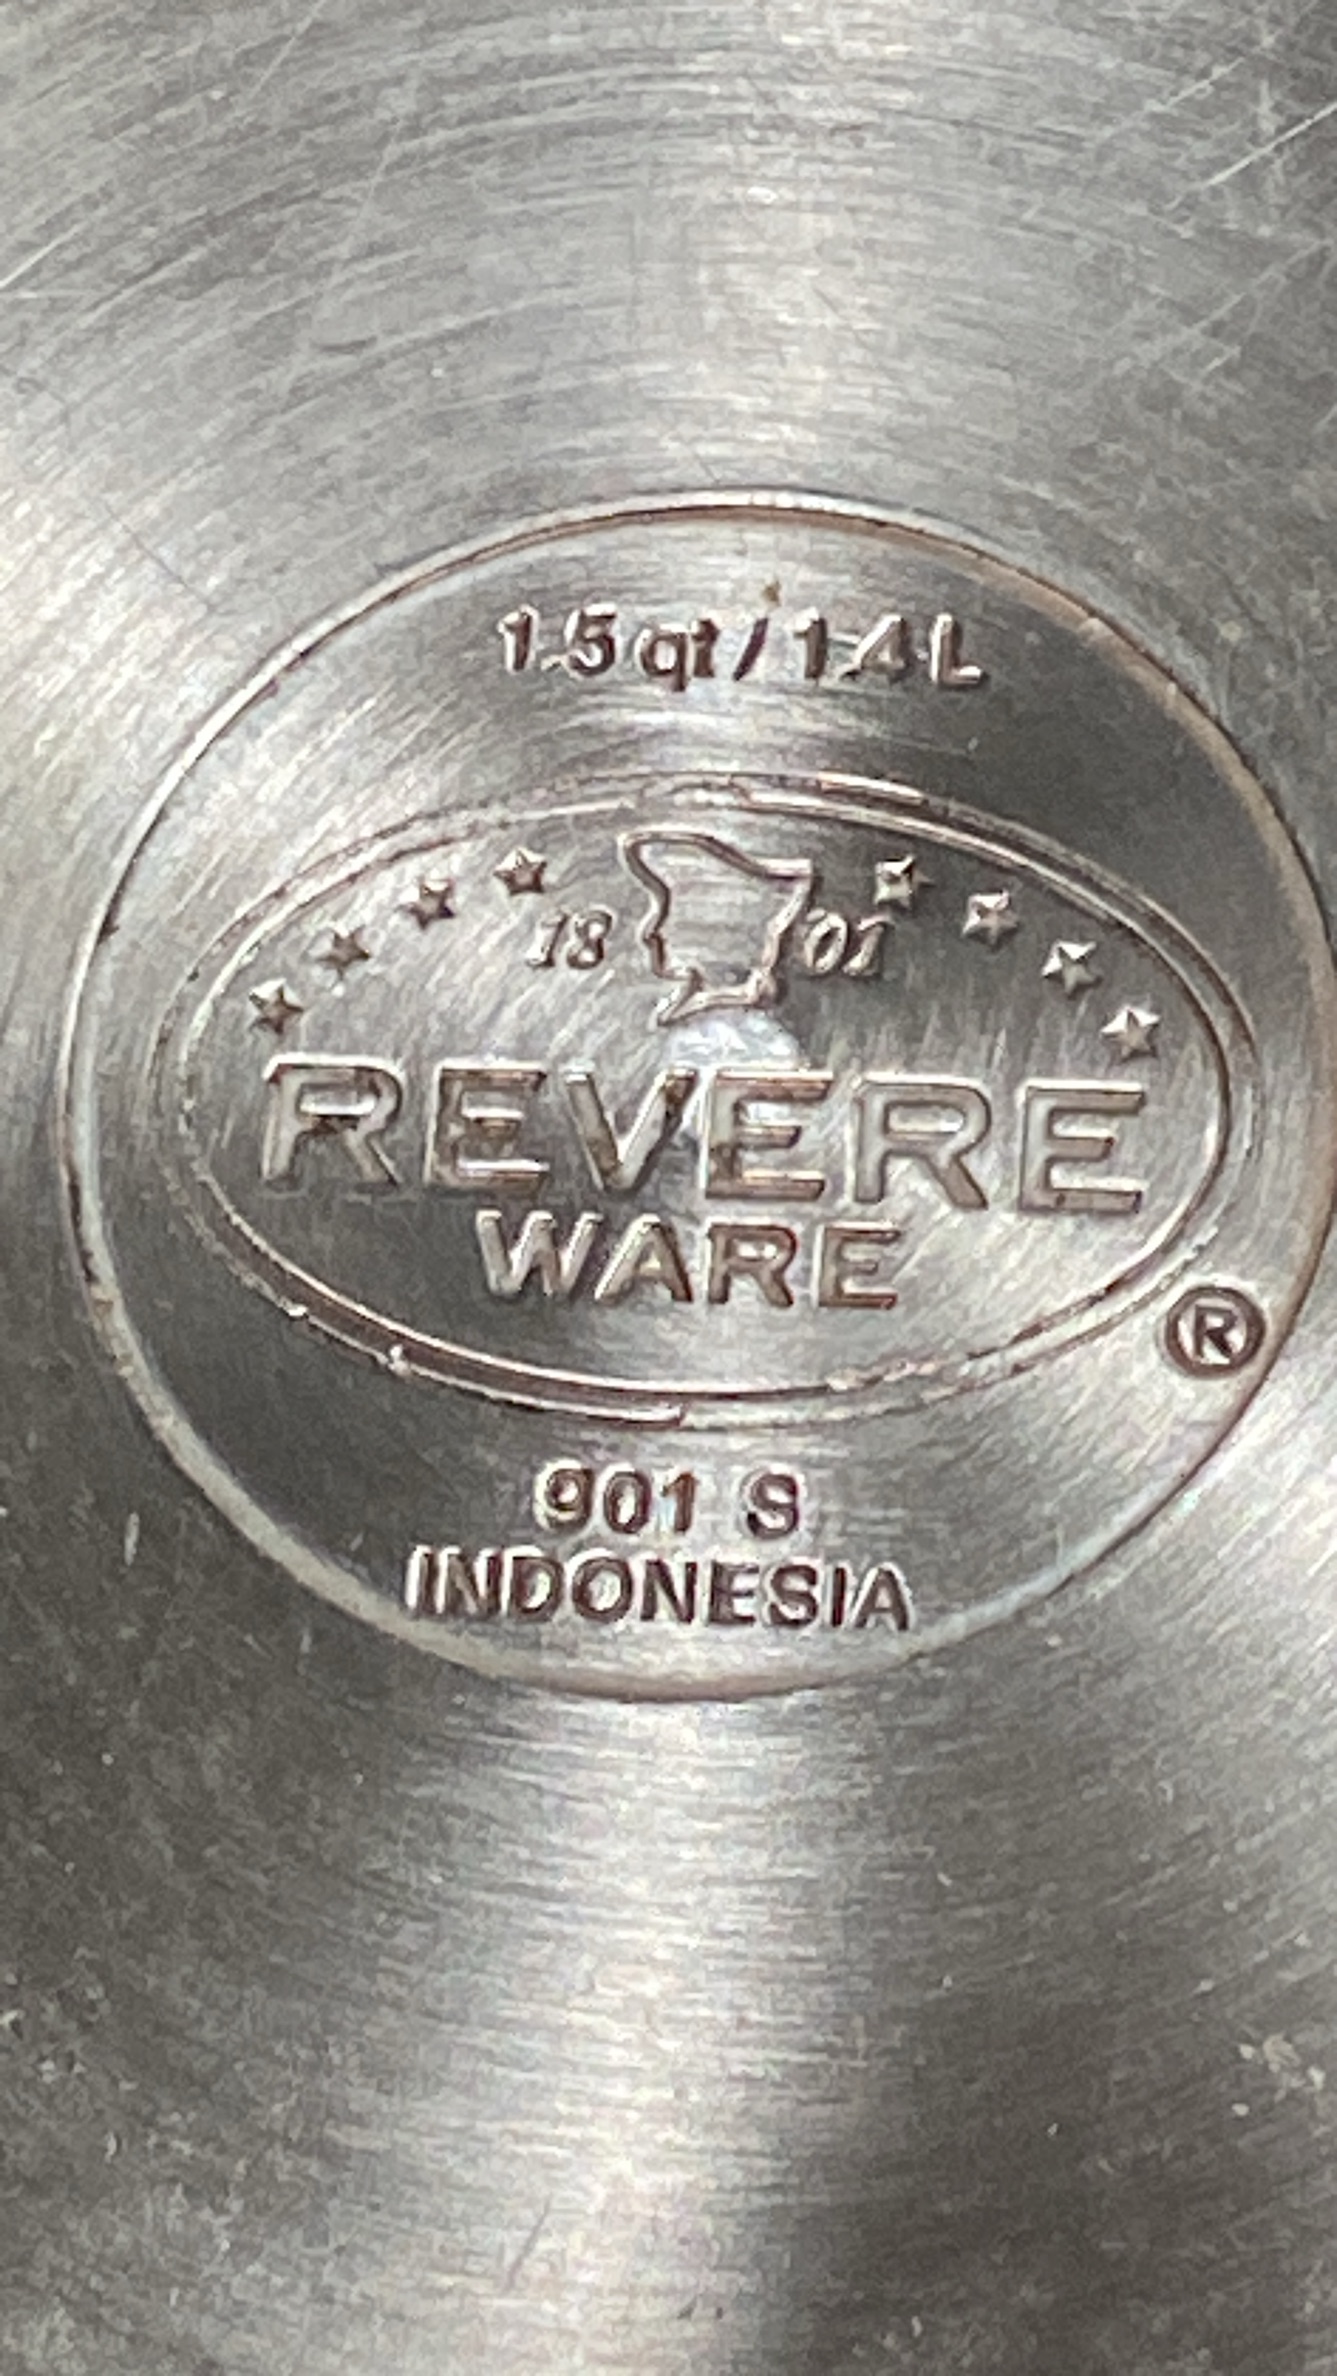 1.5 qt / 1.4 L
18 01
REVERE
WARE
®
901 S
INDONESIA